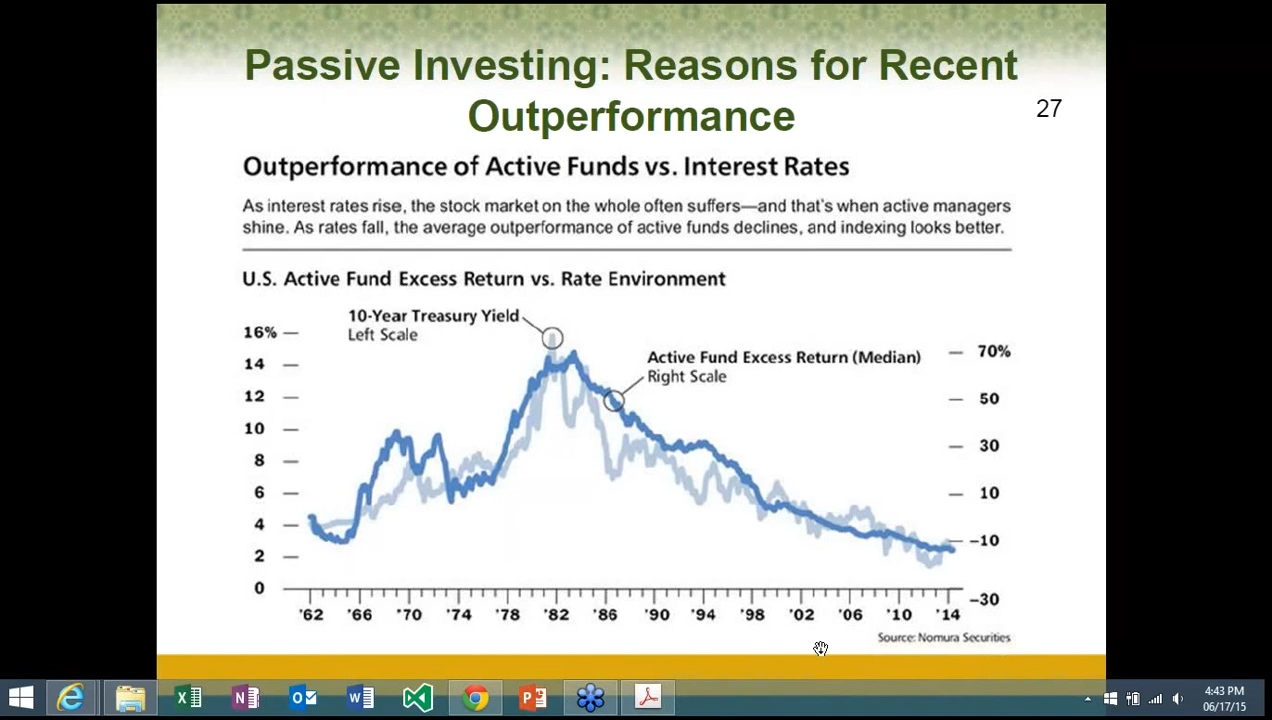 Passive Investing: Reasons for Recent
Outperformance
27
Outperformance of Active Funds vs. Interest Rates
As interest rates rise, the stock market on the whole often suffers—and that's when active managers
shine. As rates fall, the average outperformance of active funds declines, and indexing looks better.
U.S. Active Fund Excess Return vs. Rate Environment
10-Year Treasury Yield
Left Scale
Active Fund Excess Return (Median)
Right Scale
16%
14
12
10
8
6
4
2
0
70%
50
30
10
–10
–30
'62 '66 '70 '74 '78 '82 '86 '90 '94 '98 '02 '06 '10 '14
Source: Nomura Securities
4:43 PM
06/17/15